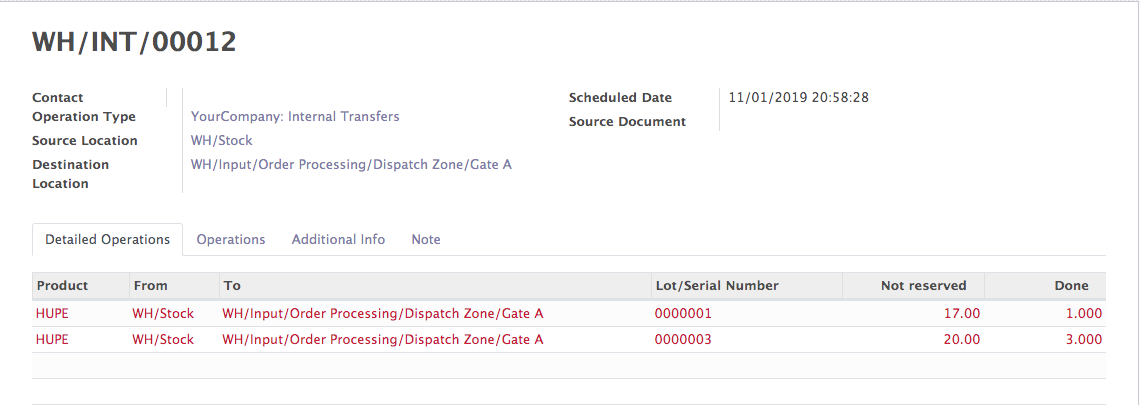 WH/INT/00012
Contact
Operation Type YourCompany: Internal Transfers
Source Location WH/Stock
Destination Location WH/Input/Order Processing/Dispatch Zone/Gate A
Scheduled Date 11/01/2019 20:58:28
Source Document
Detailed Operations Operations Additional Info Note
Product From To Lot/Serial Number Not reserved Done
HUPE WH/Stock WH/Input/Order Processing/Dispatch Zone/Gate A 0000001 17.00 1.000
HUPE WH/Stock WH/Input/Order Processing/Dispatch Zone/Gate A 0000003 20.00 3.000